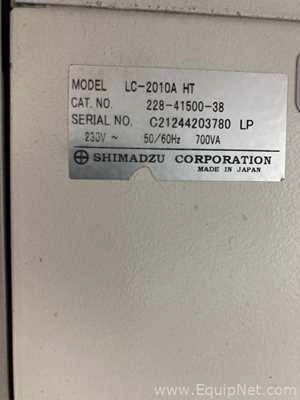 MODEL LC-2010A HT
CAT. NO. 228-41500-38
SERIAL NO. C21244203780 LP
230V ~ 50/60Hz 700VA
SHIMADZU CORPORATION
MADE IN JAPAN
www.EquipNet.com